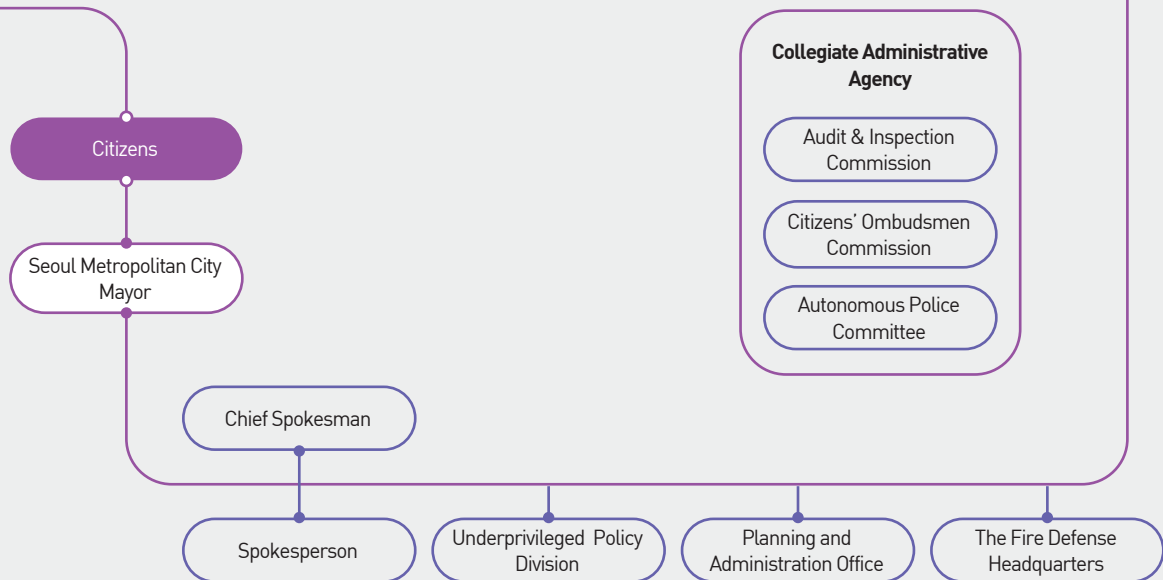 Collegiate Administrative
Agency
Audit & Inspection
Commission
Citizens
Citizens’ Ombudsmen
Commission
Seoul Metropolitan City
Mayor
Autonomous Police
Committee
Chief Spokesman
Spokesperson
Underprivileged Policy
Division
Planning and
Administration Office
The Fire Defense
Headquarters